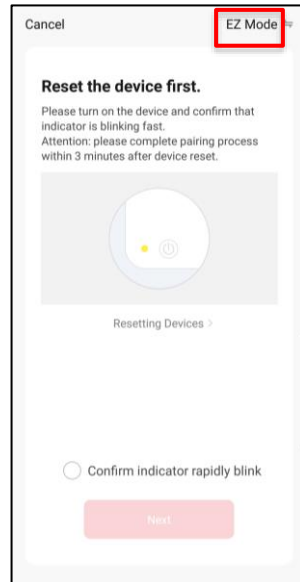 Cancel
EZ Mode
Reset the device first.
Please turn on the device and confirm that
indicator is blinking fast.
Attention: please complete pairing process
within 3 minutes after device reset.
Resetting Devices >
Confirm indicator rapidly blink
Next